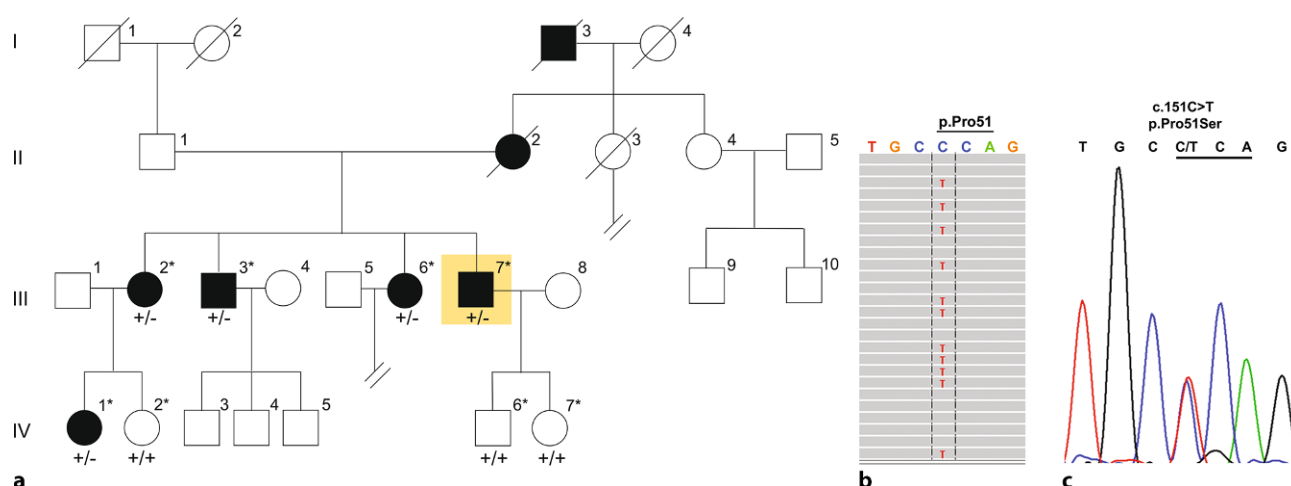 I
1
2
3
4
II
1
2
3
4
5
III
1
2*
3*
4
5
6*
7*
8
9
10
+/-
+/-
+/-
+/-
IV
1*
2*
3
4
5
6*
7*
+/-
+/+
+/+
+/+
a
p.Pro51
T G C C C A G
T
T
T
T
T
T
T
T
T
T
T
b
c.151C>T
p.Pro51Ser
T G C C/T C A G
c